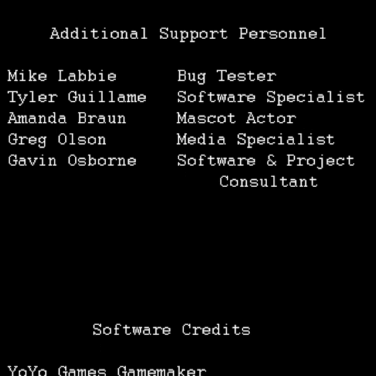 Additional Support Personnel
Mike Labbie Bug Tester
Tyler Guillame Software Specialist
Amanda Braun Mascot Actor
Greg Olson Media Specialist
Gavin Osborne Software & Project
Consultant
Software Credits
YoYo Games Gamemaker